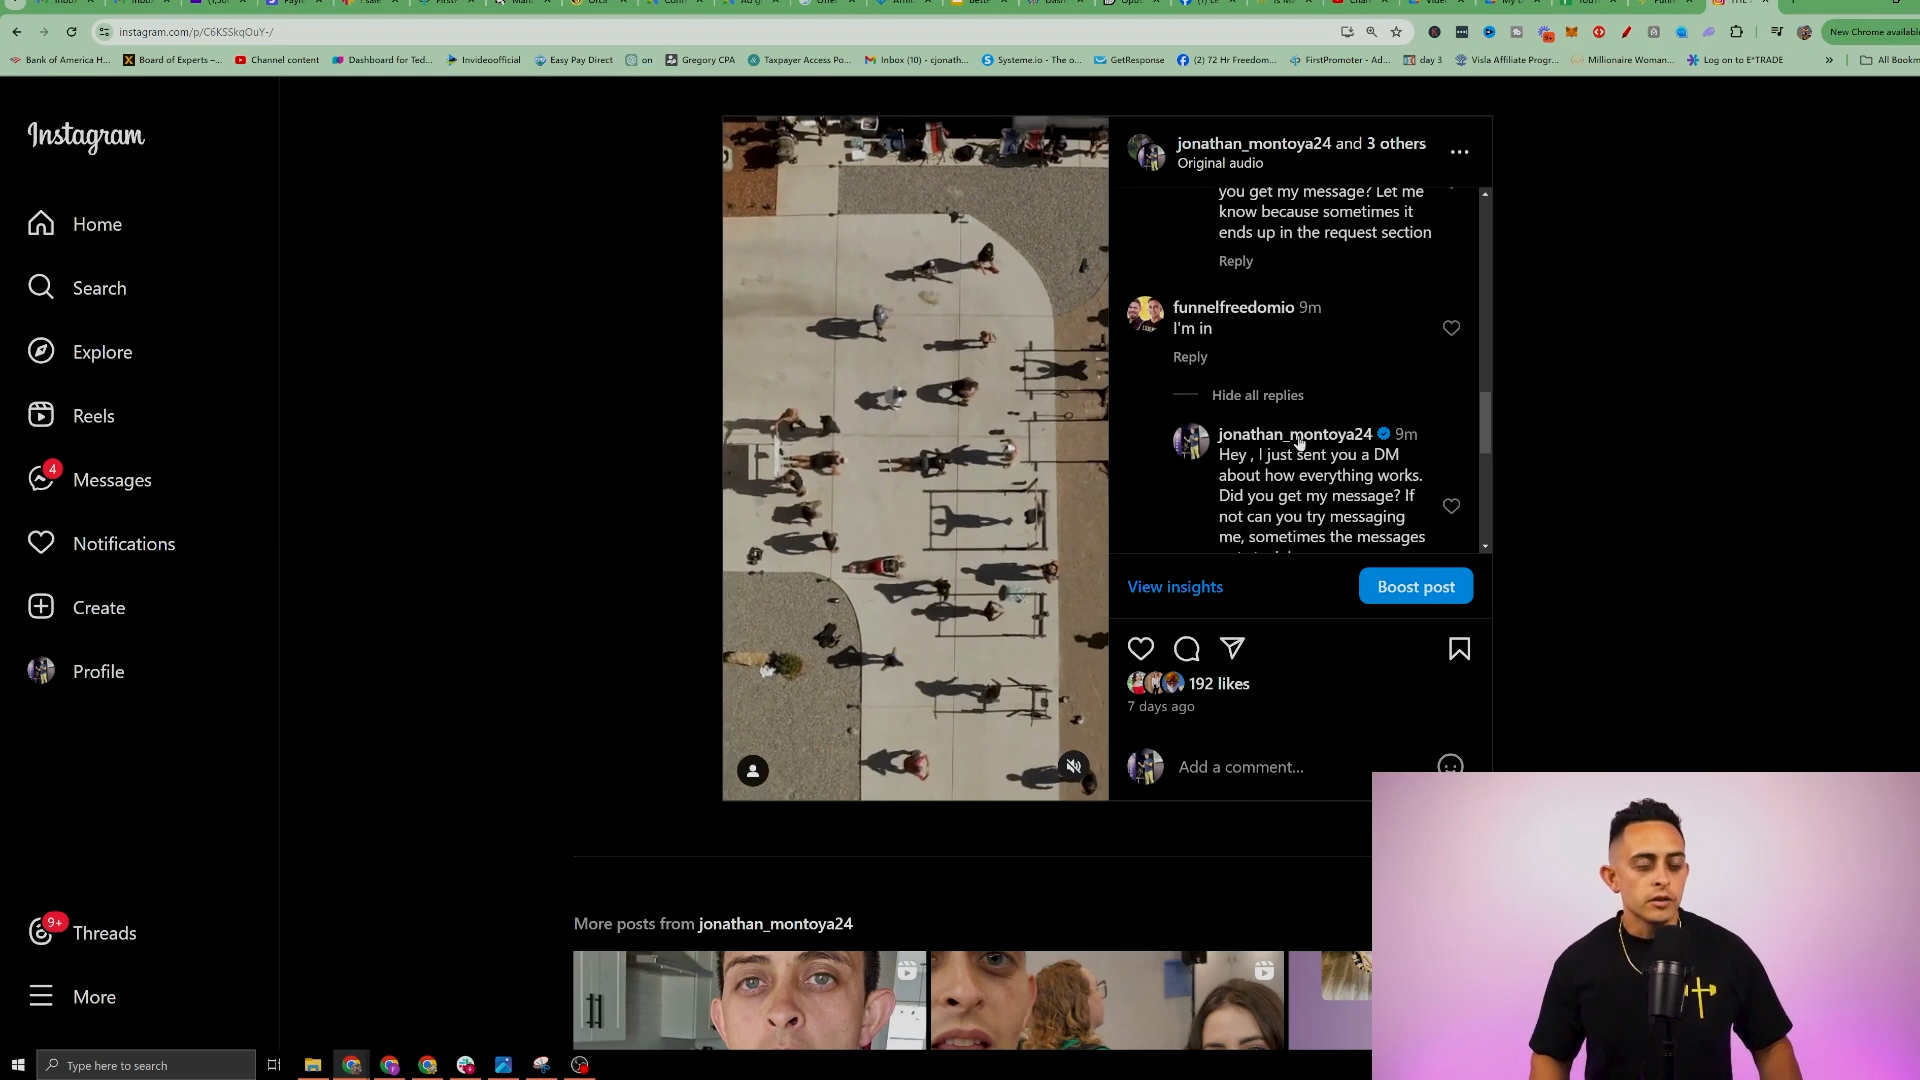 New Chrome available
instagram.com/p/C6KSSkqOuY-/
Bank of America H...
Board of Experts –...
Channel content
Dashboard for Ted...
Invideoofficial
Easy Pay Direct
on
Gregory CPA
Taxpayer Access Po...
Inbox (10) - cjonath...
Systeme.io - The o...
GetResponse
(2) 72 Hr Freedom...
FirstPromoter - Ad...
day 3
Visla Affiliate Progr...
Millionaire Woman...
Log on to E*TRADE
»
All Bookm
Instagram
Home
Search
Explore
Reels
4
Messages
Notifications
Create
Profile
9+
Threads
More
jonathan_montoya24 and 3 others
Original audio
you get my message? Let me
know because sometimes it
ends up in the request section
Reply
funnelfreedomio 9m
I'm in
Reply
Hide all replies
jonathan_montoya24 9m
Hey , I just sent you a DM
about how everything works.
Did you get my message? If
not can you try messaging
me, sometimes the messages
View insights
Boost post
192 likes
7 days ago
Add a comment...
More posts from jonathan_montoya24
Type here to search